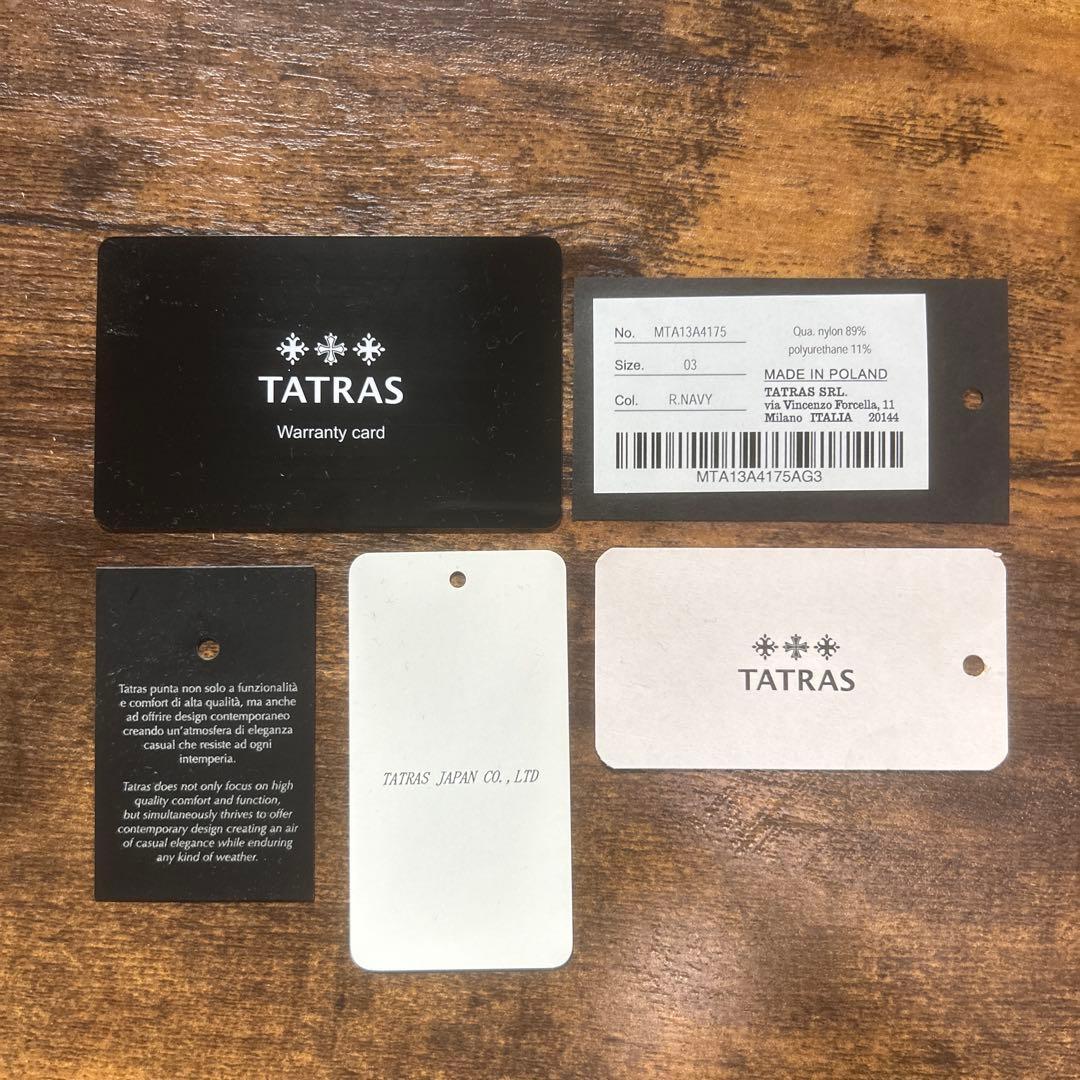 TATRAS
Warranty card
No. MTA13A4175
Size. 03
Col. R.NAVY
Qua. nylon 89%
polyurethane 11%
MADE IN POLAND
TATRAS SRL.
via Vincenzo Forcella, 11
Milano ITALIA 20144
MTA13A4175AG3
Tatras punta non solo a funzionalità
e comfort di alta qualità, ma anche
ad offrire design contemporaneo
creando un'atmosfera di eleganza
casual che resiste ad ogni
intemperia.
Tatras does not only focus on high
quality comfort and function,
but simultaneously thrives to offer
contemporary design creating an air
of casual elegance while enduring
any kind of weather.
TATRAS JAPAN CO.,LTD
TATRAS